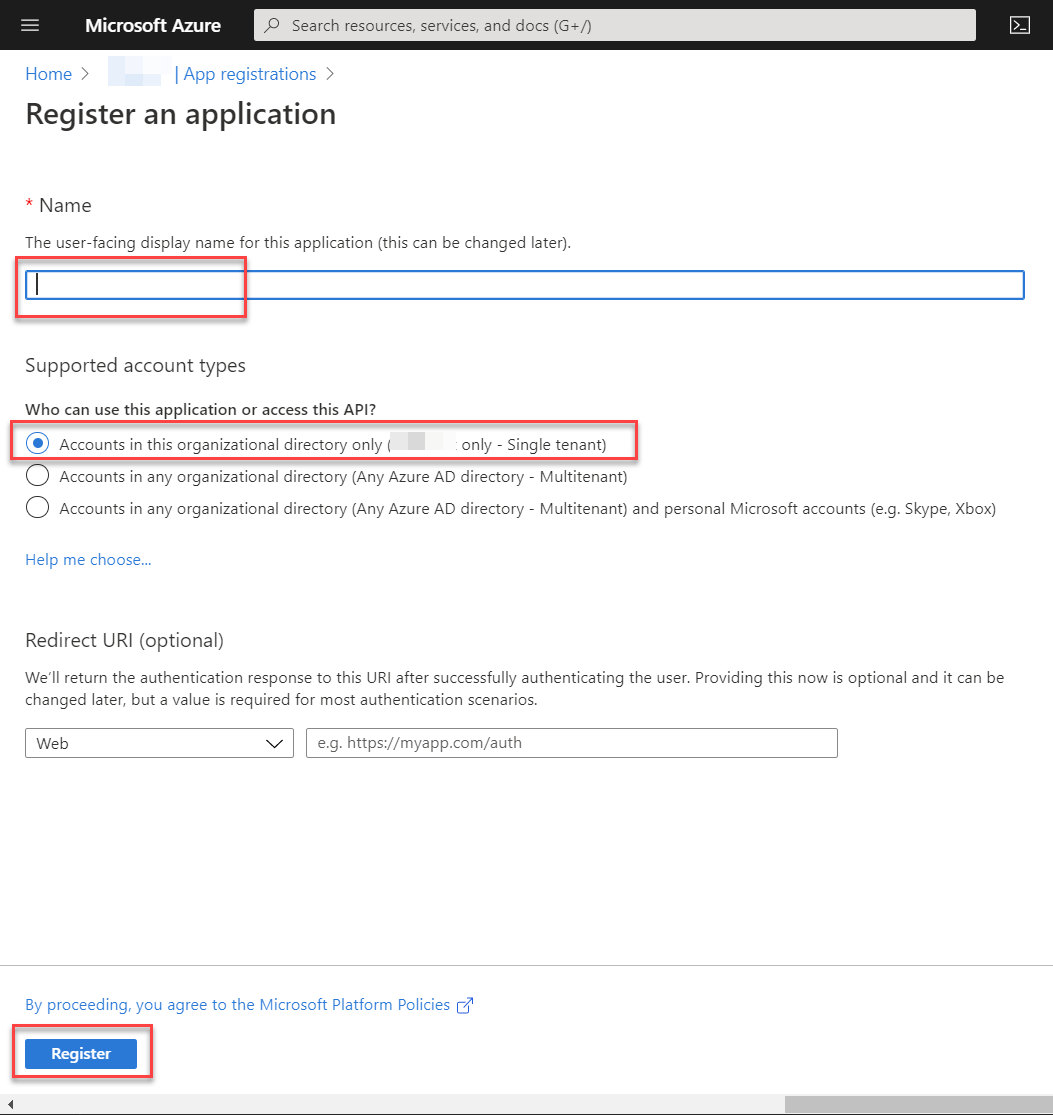 Microsoft Azure
Search resources, services, and docs (G+/)
Home > | App registrations >
Register an application
* Name
The user-facing display name for this application (this can be changed later).
Supported account types
Who can use this application or access this API?
Accounts in this organizational directory only ( only - Single tenant)
Accounts in any organizational directory (Any Azure AD directory - Multitenant)
Accounts in any organizational directory (Any Azure AD directory - Multitenant) and personal Microsoft accounts (e.g. Skype, Xbox)
Help me choose...
Redirect URI (optional)
We'll return the authentication response to this URI after successfully authenticating the user. Providing this now is optional and it can be
changed later, but a value is required for most authentication scenarios.
Web
e.g. https://myapp.com/auth
By proceeding, you agree to the Microsoft Platform Policies
Register